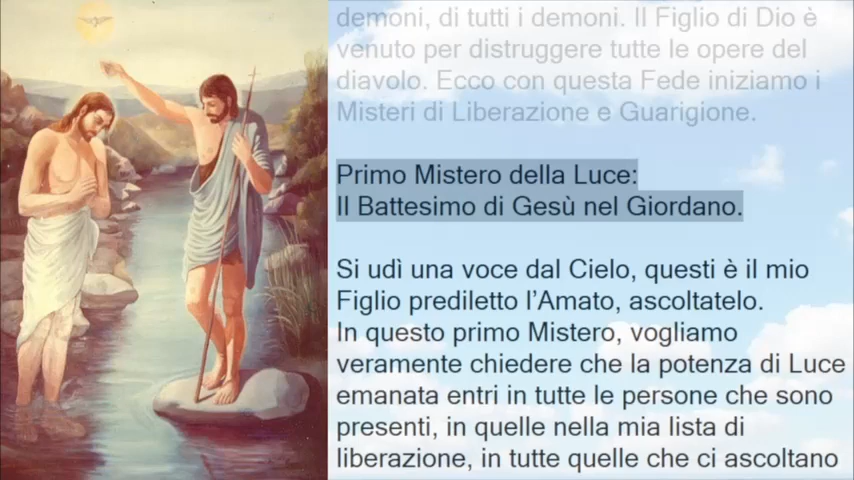 demoni, di tutti i demoni. Il Figlio di Dio è
venuto per distruggere tutte le opere del
diavolo. Ecco con questa Fede iniziamo i
Misteri di Liberazione e Guarigione.
Primo Mistero della Luce:
Il Battesimo di Gesù nel Giordano.
Si udì una voce dal Cielo, questi è il mio
Figlio prediletto l’Amato, ascoltatelo.
In questo primo Mistero, vogliamo
veramente chiedere che la potenza di Luce
emanata entri in tutte le persone che sono
presenti, in quelle nella mia lista di
liberazione, in tutte quelle che ci ascoltano